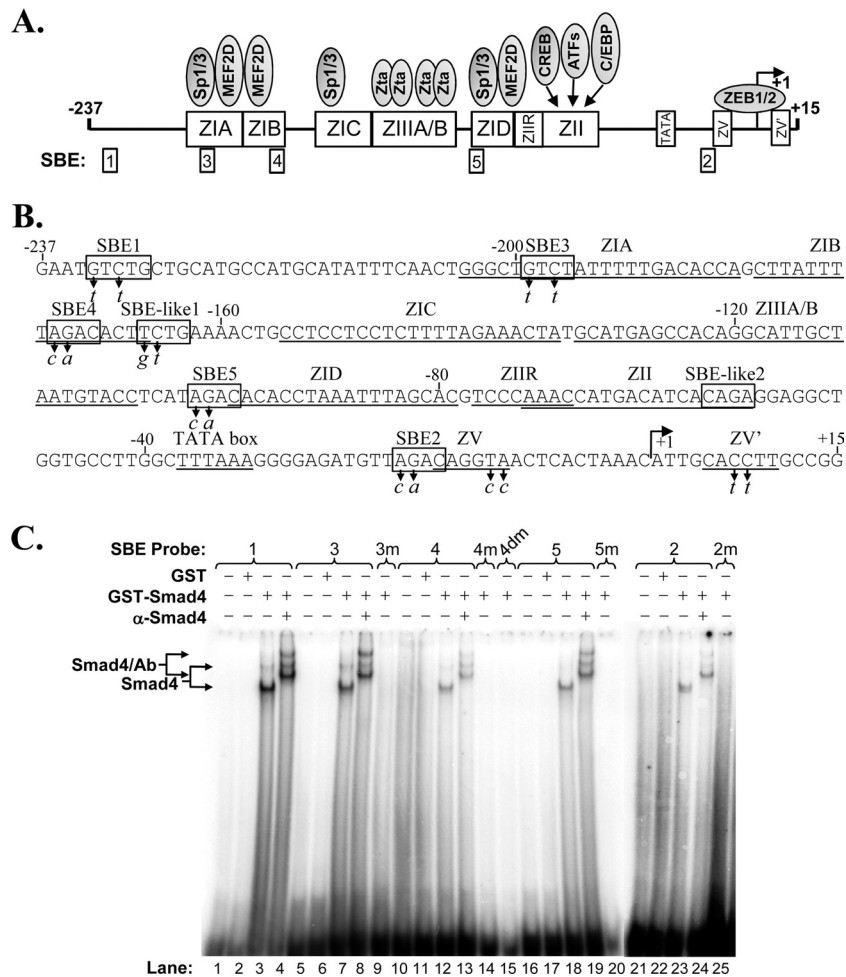 A.
Sp1/3 MEF2D MEF2D Sp1/3 Zta Zta Zta Zta Sp1/3 MEF2D CREB ATFs C/EBP ZEB1/2 +1
-237 +15
ZIA ZIB ZIC ZIIIA/B ZID ZIIR ZII TATA ZV ZV'
SBE: 1 3 4 5 2
B.
-237 SBE1 -200 SBE3 ZIA ZIB
GAATGTCTGCTGCATGCCATGCATATTTCAACTGGGCTGTCTATTTTTGACACCAGCTTATTT
t t t t
SBE4 SBE-like1 -160 ZIC -120 ZIIIA/B
TAGACACTTCTGAAAACTGCCTCCTCCTCTTTTAGAAACTATGCATGAGCCACAGGCATTGCT
c a g t
SBE5 ZID -80 ZIIR ZII SBE-like2
AATGTACCTCATAGACACACCTAAATTTAGCACGTCCCAAACCATGACATCACAGAGGAGGCT
c a
-40 TATA box SBE2 ZV +1 ZV' +15
GGTGCCTTGGCTTTAAAGGGGAGATGTTAGACAGGTAACTCACTAAACATTGCACCTTGCCGG
c a c c t t
C.
SBE Probe: 1 3 3m 4 4m 4dm 5 5m 2 2m
GST – + – – – + – – – – + – – – – – + – – – – + – – –
GST-Smad4 – – + + – – + + + – – + + + + – – + + + – – + + +
α-Smad4 – – – + – – – + – – – – + – – – – – + – – – – + –
Smad4/Ab
Smad4
Lane: 1 2 3 4 5 6 7 8 9 10 11 12 13 14 15 16 17 18 19 20 21 22 23 24 25